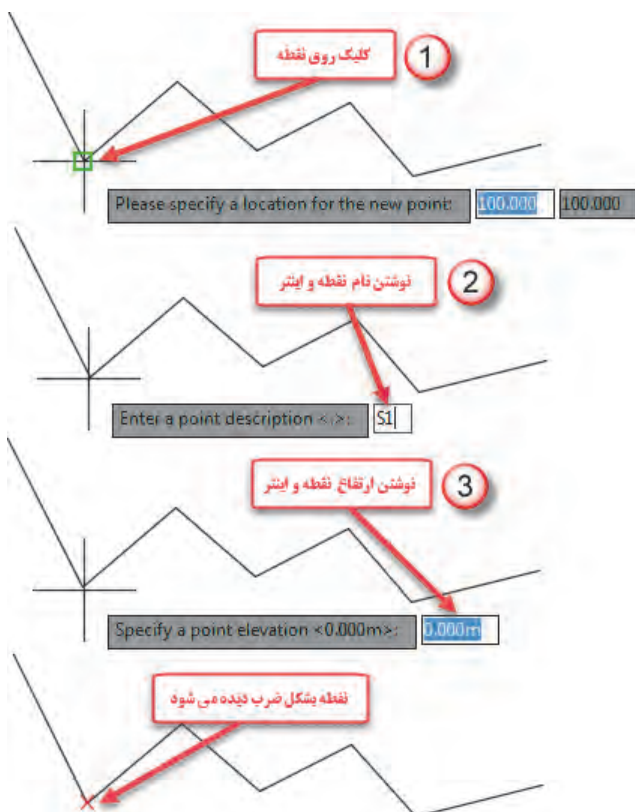 کلیک روی نقطه
1
Please specify a location for the new point: 100.000 100.000
نوشتن نام نقطه و اینتر
2
Enter a point description <.>: S1
نوشتن ارتفاع نقطه و اینتر
3
Specify a point elevation <0.000m>: 0.000m
نقطه بشکل ضرب دیده می شود